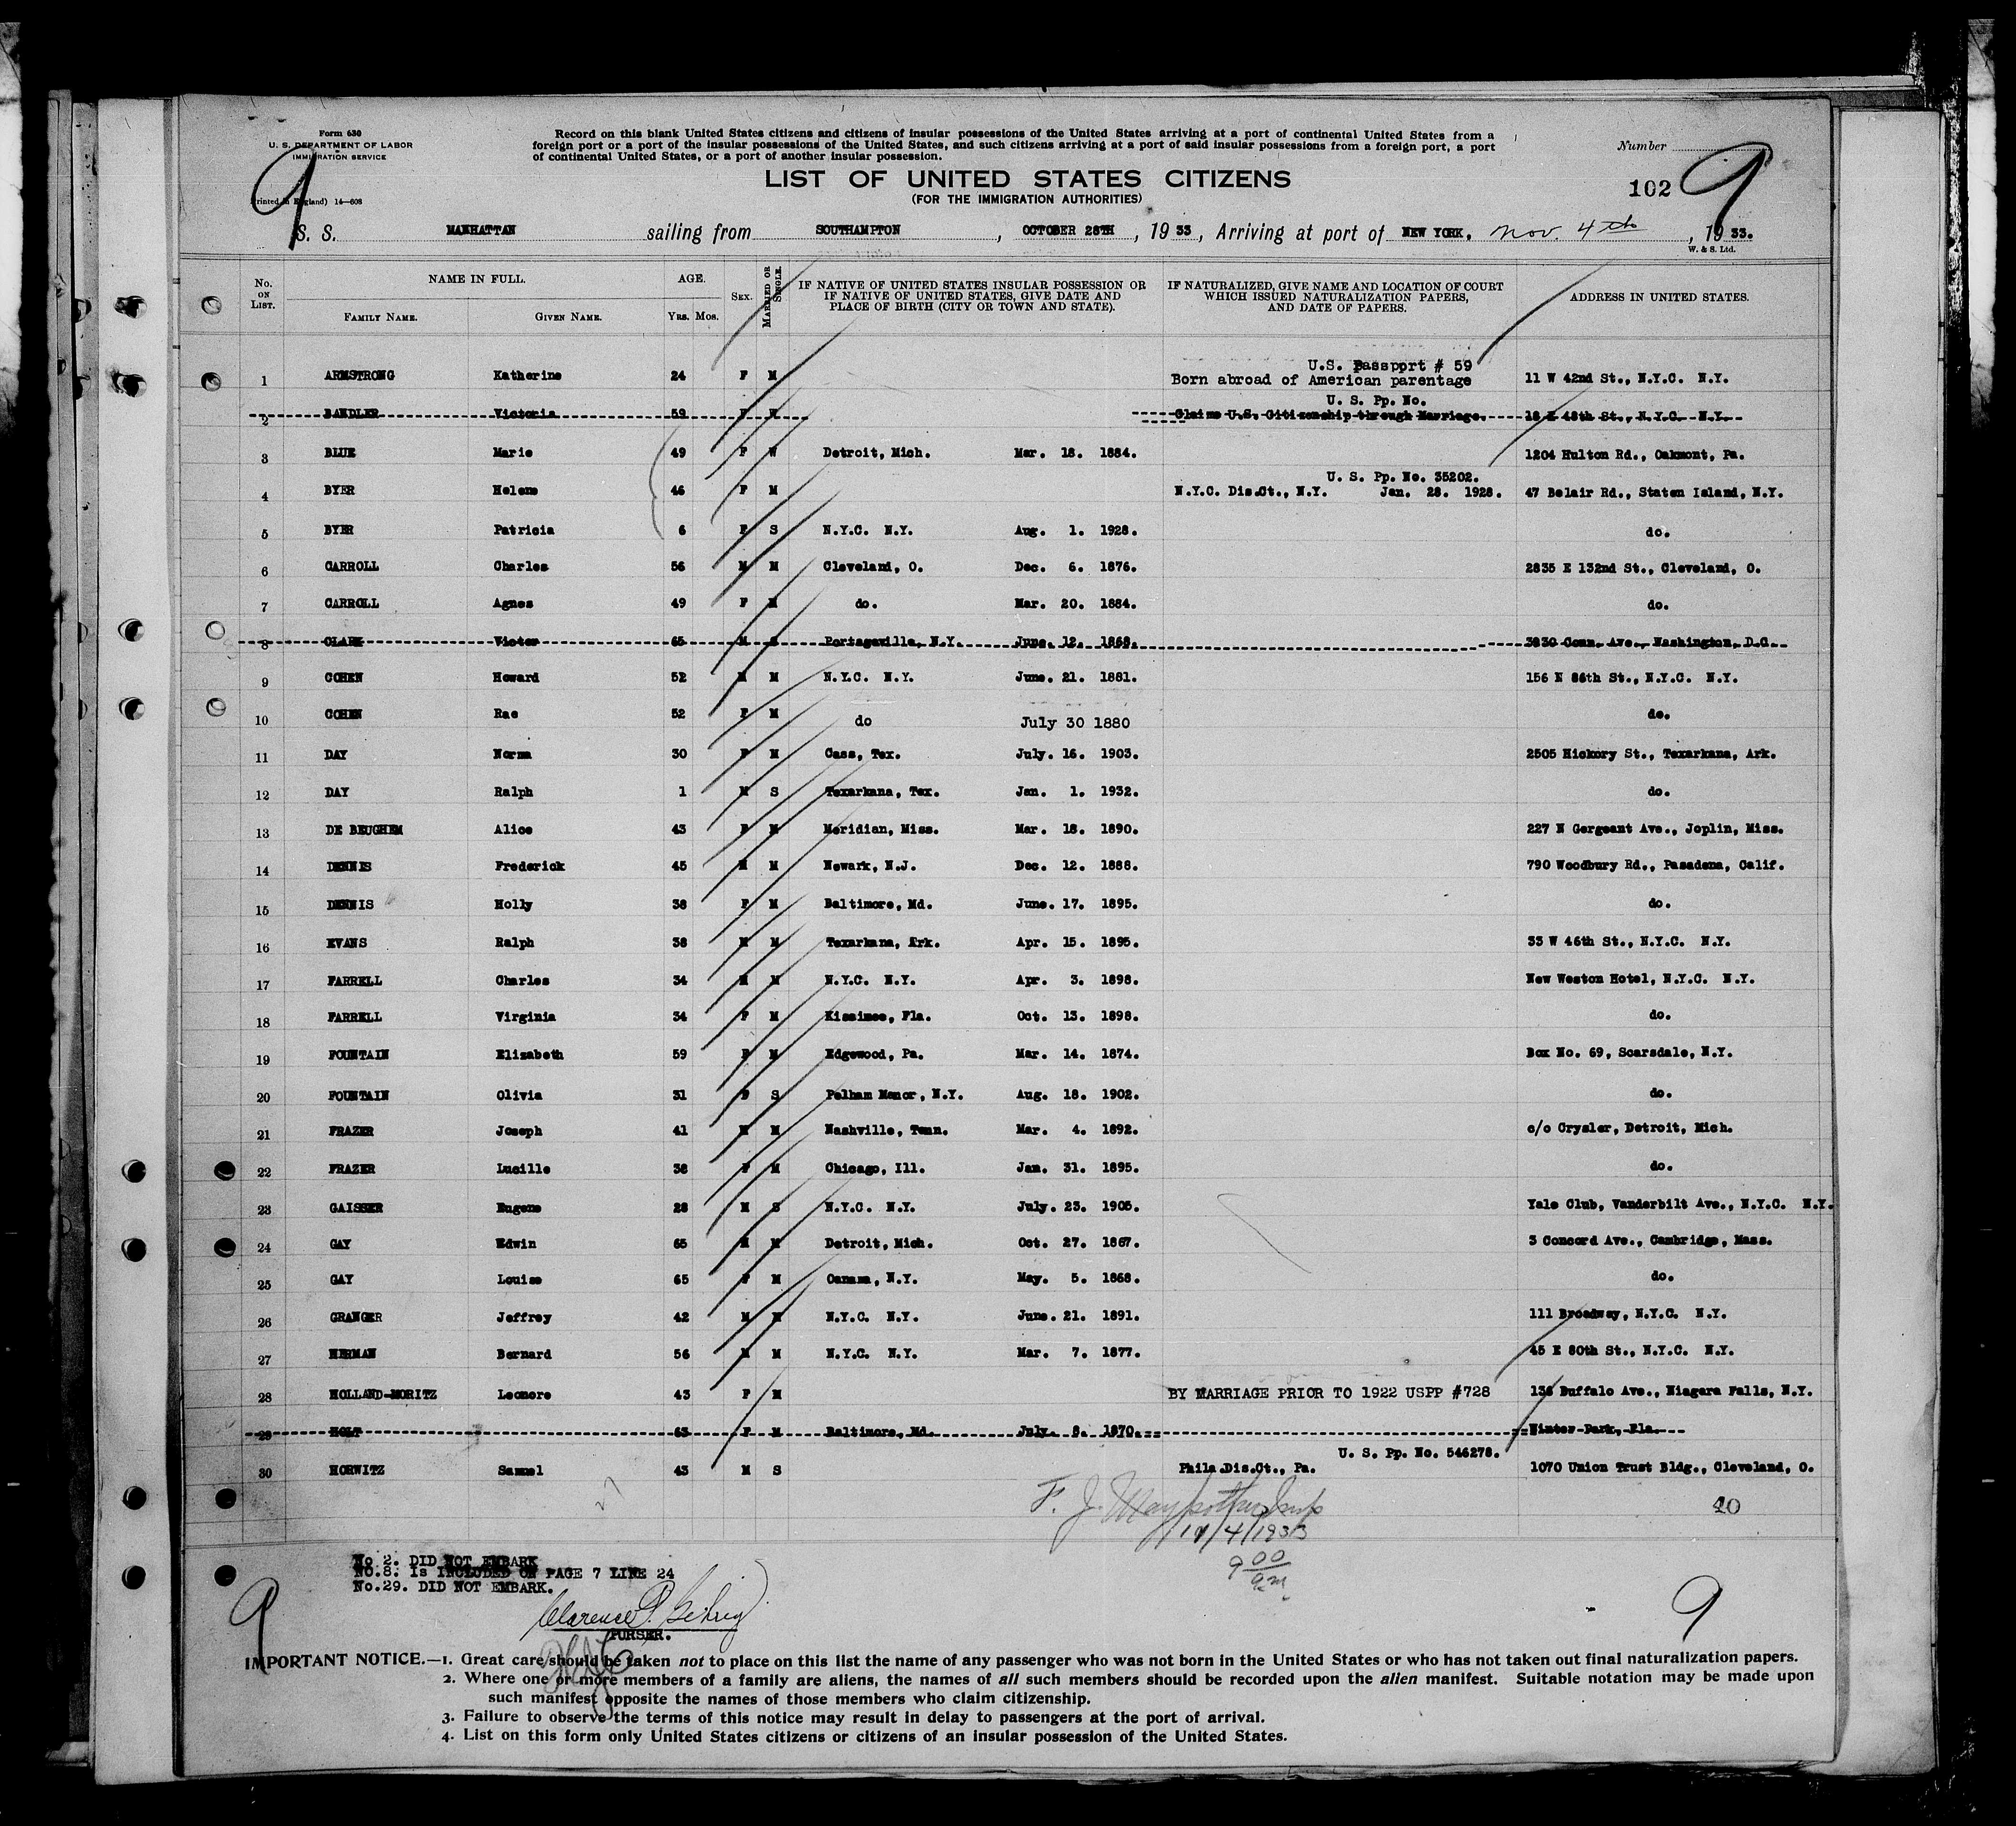 Form 630
U. S. DEPARTMENT OF LABOR
IMMIGRATION SERVICE
Printed in England) 14—608
9
Record on this blank United States citizens and citizens of insular possessions of the United States arriving at a port of continental United States from a
foreign port or a port of the insular possessions of the United States, and such citizens arriving at a port of said insular possessions from a foreign port, a port
of continental United States, or a port of another insular possession.
Number
LIST OF UNITED STATES CITIZENS
(FOR THE IMMIGRATION AUTHORITIES)
102 9
S. S. MANHATTAN sailing from SOUTHAMPTON, OCTOBER 28TH, 1933, Arriving at port of NEW YORK, Nov. 4th, 1933.
W. & S. Ltd.
No. ON LIST. NAME IN FULL. FAMILY NAME. GIVEN NAME. AGE. YRS. MOS. SEX. MARRIED OR SINGLE. IF NATIVE OF UNITED STATES INSULAR POSSESSION OR IF NATIVE OF UNITED STATES, GIVE DATE AND PLACE OF BIRTH (CITY OR TOWN AND STATE). IF NATURALIZED, GIVE NAME AND LOCATION OF COURT WHICH ISSUED NATURALIZATION PAPERS, AND DATE OF PAPERS. ADDRESS IN UNITED STATES.
U.S. Passport # 59
1 ARMSTRONG Katherine 24 F M Born abroad of American parentage 11 W 42nd St., N.Y.C. N.Y.
U. S. Pp. No.
2 BANDLER Victoria 59 F W Claims U.S. Citizenship through Marriage. 18 E 48th St., N.Y.C. N.Y.
3 BLUE Marie 49 F W Detroit, Mich. Mar. 18. 1884. 1204 Hulton Rd., Oakmont, Pa.
U. S. Pp. No. 35202.
4 BYER Helene 46 F M N.Y.C. Dis.Ct., N.Y. Jan. 28. 1928. 47 Belair Rd., Staten Island, N.Y.
5 BYER Patricia 6 F S N.Y.C. N.Y. Aug. 1. 1928. do.
6 CARROLL Charles 56 M M Cleveland, O. Dec. 6. 1876. 2835 E 132nd St., Cleveland, O.
7 CARROLL Agnes 49 F M do. Mar. 20. 1884. do.
8 CLARK Victor 65 M S Portageville, N.Y. June. 12. 1868. 3830 Conn. Ave., Washington, D.C.
9 COHEN Howard 52 M M N.Y.C. N.Y. June. 21. 1881. 156 N 86th St., N.Y.C. N.Y.
10 COHEN Rae 52 F M do July 30 1880 do.
11 DAY Norma 30 F M Cass, Tex. July. 16. 1903. 2505 Hickory St., Texarkana, Ark.
12 DAY Ralph 1 M S Texarkana, Tex. Jan. 1. 1932. do.
13 DE BEUGHEM Alice 43 F M Meridian, Miss. Mar. 18. 1890. 227 N Gergeant Ave., Joplin, Miss.
14 DENNIS Frederick 45 M M Newark, N.J. Dec. 12. 1888. 790 Woodbury Rd., Pasadena, Calif.
15 DENNIS Holly 38 F M Baltimore, Md. June. 17. 1895. do.
16 EVANS Ralph 38 M M Texarkana, Ark. Apr. 15. 1895. 33 W 46th St., N.Y.C. N.Y.
17 FARRELL Charles 34 M M N.Y.C. N.Y. Apr. 3. 1898. New Weston Hotel, N.Y.C. N.Y.
18 FARRELL Virginia 34 F M Kissimee, Fla. Oct. 13. 1898. do.
19 FOUNTAIN Elizabeth 59 F M Edgewood, Pa. Mar. 14. 1874. Box No. 69, Scarsdale, N.Y.
20 FOUNTAIN Olivia 31 F S Pelham Manor, N.Y. Aug. 18. 1902. do.
21 FRAZER Joseph 41 M M Nashville, Tenn. Mar. 4. 1892. c/o Crysler, Detroit, Mich.
22 FRAZER Lucille 38 F M Chicago, Ill. Jan. 31. 1895. do.
23 GAISSER Eugene 28 M S N.Y.C. N.Y. July. 23. 1905. Yale Club, Vanderbilt Ave., N.Y.C. N.Y.
24 GAY Edwin 65 M M Detroit, Mich. Oct. 27. 1867. 3 Concord Ave., Cambridge, Mass.
25 GAY Louise 65 F M Oanama, N.Y. May. 5. 1868. do.
26 GRANGER Jeffrey 42 M M N.Y.C. N.Y. June. 21. 1891. 111 Broadway, N.Y.C. N.Y.
27 HERMAN Bernard 56 M M N.Y.C. N.Y. Mar. 7. 1877. 45 E 80th St., N.Y.C. N.Y.
28 HOLLAND-MORITZ Leonore 43 F M BY MARRIAGE PRIOR TO 1922 USPP #728 136 Buffalo Ave., Niagara Falls, N.Y.
29 HOLT 63 F M Baltimore, Md. July. 8. 1870. Winter Park, Fla.
U. S. Pp. No. 546278.
30 HORWITZ Samuel 43 M S Phila.Dis.Ct., Pa. 1070 Union Trust Bldg., Cleveland, O.
27
F. J.
11/4/1933
9 00 am
No 2. DID NOT EMBARK
No.8. Is INCLUDED ON PAGE 7 LINE 24
No.29. DID NOT EMBARK.
Clarence P. Gehrig
PURSER.
9 9
IMPORTANT NOTICE.—1. Great care should be taken not to place on this list the name of any passenger who was not born in the United States or who has not taken out final naturalization papers.
2. Where one or more members of a family are aliens, the names of all such members should be recorded upon the alien manifest. Suitable notation may be made upon
such manifest opposite the names of those members who claim citizenship.
3. Failure to observe the terms of this notice may result in delay to passengers at the port of arrival.
4. List on this form only United States citizens or citizens of an insular possession of the United States.